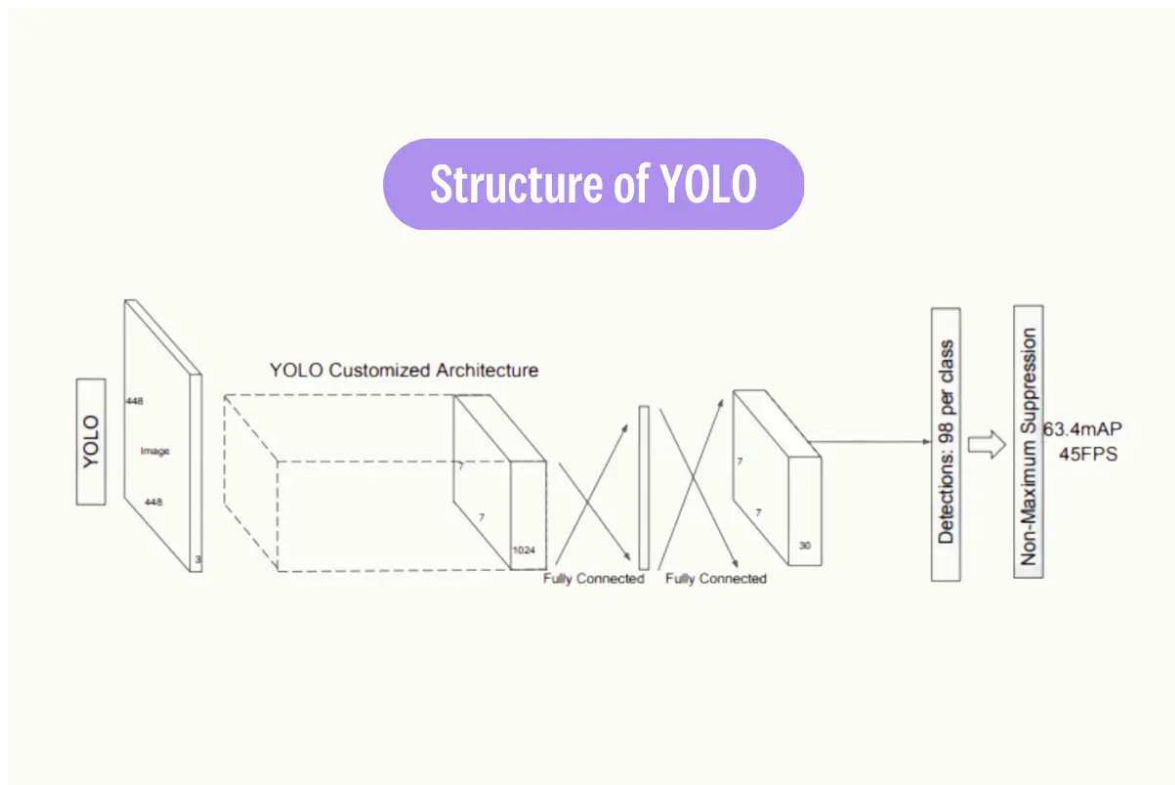 Structure of YOLO
YOLO Customized Architecture
YOLO
448
Image
448
3
7
7
1024
Fully Connected
Fully Connected
7
7
30
Detections: 98 per class
Non-Maximum Suppression
63.4mAP
45FPS